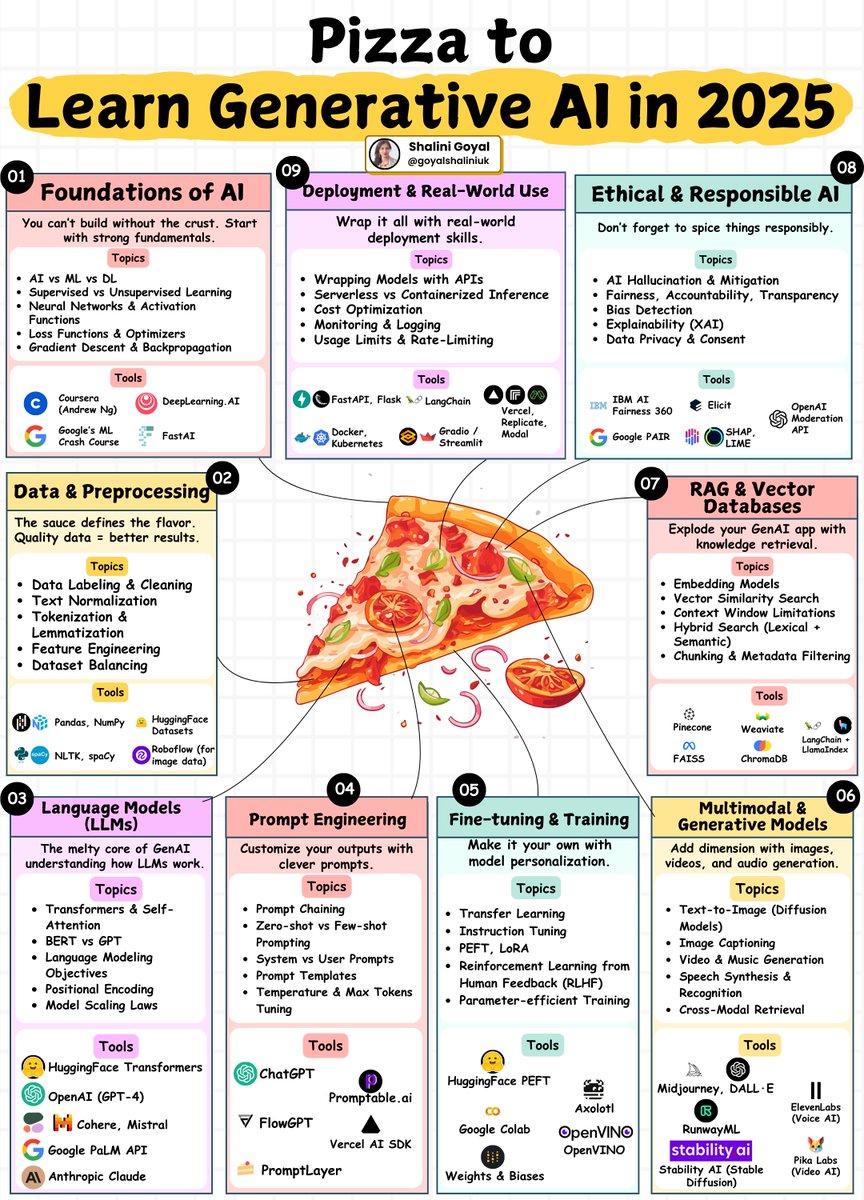 Pizza to
Learn Generative AI in 2025
Shalini Goyal
@goyalshaliniuk
01
Foundations of AI
You can't build without the crust. Start
with strong fundamentals.
Topics
• AI vs ML vs DL
• Supervised vs Unsupervised Learning
• Neural Networks & Activation
Functions
• Loss Functions & Optimizers
• Gradient Descent & Backpropagation
Tools
Coursera
(Andrew Ng)
DeepLearning.AI
Google's ML
Crash Course
FastAI
09
Deployment & Real-World Use
Wrap it all with real-world
deployment skills.
Topics
• Wrapping Models with APIs
• Serverless vs Containerized Inference
• Cost Optimization
• Monitoring & Logging
• Usage Limits & Rate-Limiting
Tools
FastAPI, Flask
LangChain
Vercel,
Replicate,
Modal
Docker,
Kubernetes
Gradio /
Streamlit
08
Ethical & Responsible AI
Don't forget to spice things responsibly.
Topics
• AI Hallucination & Mitigation
• Fairness, Accountability, Transparency
• Bias Detection
• Explainability (XAI)
• Data Privacy & Consent
Tools
IBM
IBM AI
Fairness 360
Elicit
OpenAI
Moderation
API
Google PAIR
SHAP,
LIME
02
Data & Preprocessing
The sauce defines the flavor.
Quality data = better results.
Topics
• Data Labeling & Cleaning
• Text Normalization
• Tokenization &
Lemmatization
• Feature Engineering
• Dataset Balancing
Tools
Pandas, NumPy
HuggingFace
Datasets
spaCy
NLTK, spaCy
Roboflow (for
image data)
07
RAG & Vector
Databases
Explode your GenAI app with
knowledge retrieval.
Topics
• Embedding Models
• Vector Similarity Search
• Context Window Limitations
• Hybrid Search (Lexical +
Semantic)
• Chunking & Metadata Filtering
Tools
Pinecone
Weaviate
LangChain +
LlamaIndex
FAISS
ChromaDB
03
Language Models
(LLMs)
The melty core of GenAI
understanding how LLMs work.
Topics
• Transformers & Self-
Attention
• BERT vs GPT
• Language Modeling
Objectives
• Positional Encoding
• Model Scaling Laws
Tools
HuggingFace Transformers
OpenAI (GPT-4)
Cohere, Mistral
Google PaLM API
Anthropic Claude
04
Prompt Engineering
Customize your outputs with
clever prompts.
Topics
• Prompt Chaining
• Zero-shot vs Few-shot
Prompting
• System vs User Prompts
• Prompt Templates
• Temperature & Max Tokens
Tuning
Tools
ChatGPT
Promptable.ai
FlowGPT
Vercel AI SDK
PromptLayer
05
Fine-tuning & Training
Make it your own with
model personalization.
Topics
• Transfer Learning
• Instruction Tuning
• PEFT, LoRA
• Reinforcement Learning from
Human Feedback (RLHF)
• Parameter-efficient Training
Tools
HuggingFace PEFT
Axolotl
Google Colab
OpenVINO
OpenVINO
Weights & Biases
06
Multimodal &
Generative Models
Add dimension with images,
videos, and audio generation.
Topics
• Text-to-Image (Diffusion
Models)
• Image Captioning
• Video & Music Generation
• Speech Synthesis &
Recognition
• Cross-Modal Retrieval
Tools
Midjourney, DALL·E
ElevenLabs
(Voice AI)
RunwayML
stability ai
Stability AI (Stable
Diffusion)
Pika Labs
(Video AI)